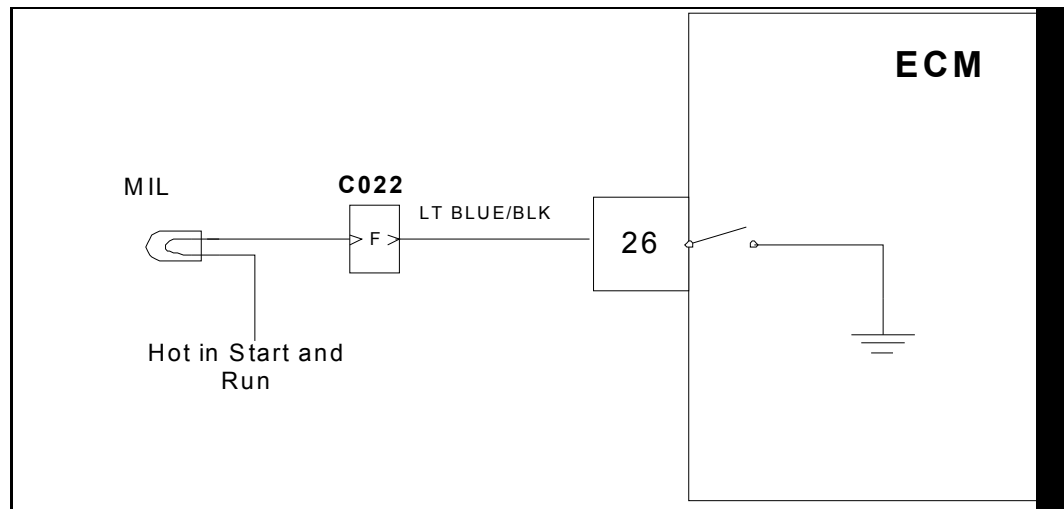 ECM
MIL
C022
LT BLUE/BLK
F
26
Hot in Start and
Run